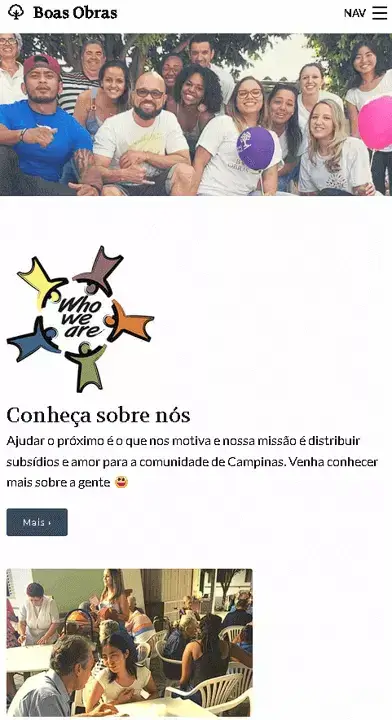 Boas Obras
NAV
Who
we
are
Conheça sobre nós
Ajudar o próximo é o que nos motiva e nossa missão é distribuir
subsídios e amor para a comunidade de Campinas. Venha conhecer
mais sobre a gente 😀
Mais ›